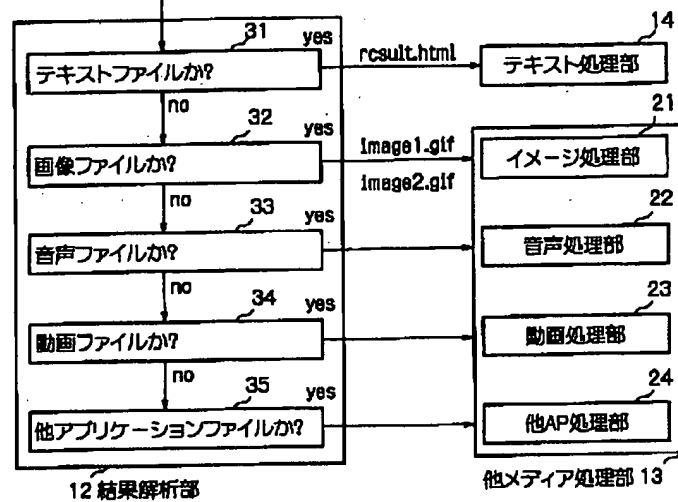 31
yes
テキストファイルか?
result.html
14
テキスト処理部
no
32
yes
画像ファイルか?
image1.gif
image2.gif
21
イメージ処理部
no
33
yes
音声ファイルか?
22
音声処理部
no
34
yes
動画ファイルか?
23
動画処理部
no
35
yes
他アプリケーションファイルか?
24
他AP処理部
12 結果解析部
他メディア処理部 13